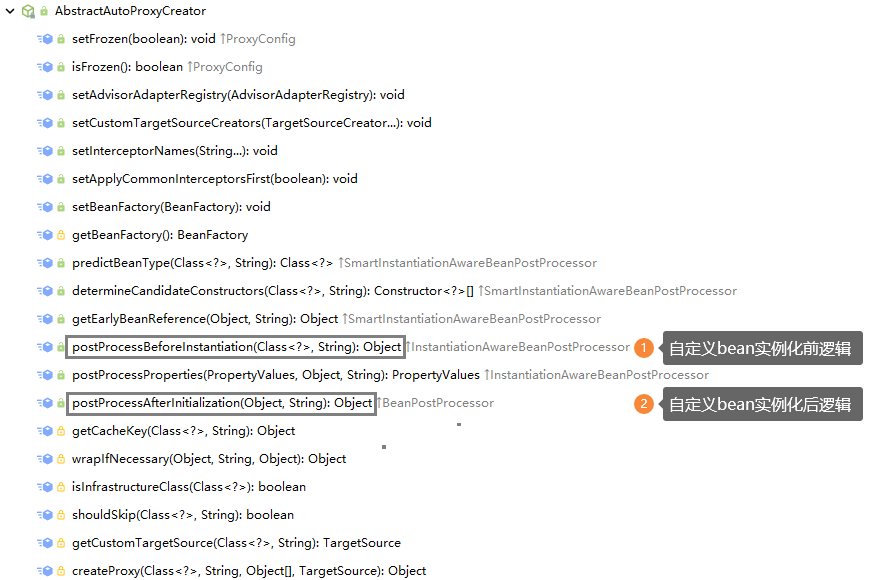 AbstractAutoProxyCreator
setFrozen(boolean): void ↑ProxyConfig
isFrozen(): boolean ↑ProxyConfig
setAdvisorAdapterRegistry(AdvisorAdapterRegistry): void
setCustomTargetSourceCreators(TargetSourceCreator...): void
setInterceptorNames(String...): void
setApplyCommonInterceptorsFirst(boolean): void
setBeanFactory(BeanFactory): void
getBeanFactory(): BeanFactory
predictBeanType(Class<?>, String): Class<?> ↑SmartInstantiationAwareBeanPostProcessor
determineCandidateConstructors(Class<?>, String): Constructor<?>[] ↑SmartInstantiationAwareBeanPostProcessor
getEarlyBeanReference(Object, String): Object ↑SmartInstantiationAwareBeanPostProcessor
postProcessBeforeInstantiation(Class<?>, String): Object ↑InstantiationAwareBeanPostProcessor 1 自定义bean实例化前逻辑
postProcessProperties(PropertyValues, Object, String): PropertyValues ↑InstantiationAwareBeanPostProcessor
postProcessAfterInitialization(Object, String): Object ↑BeanPostProcessor 2 自定义bean实例化后逻辑
getCacheKey(Class<?>, String): Object
wrapIfNecessary(Object, String, Object): Object
isInfrastructureClass(Class<?>): boolean
shouldSkip(Class<?>, String): boolean
getCustomTargetSource(Class<?>, String): TargetSource
createProxy(Class<?>, String, Object[], TargetSource): Object